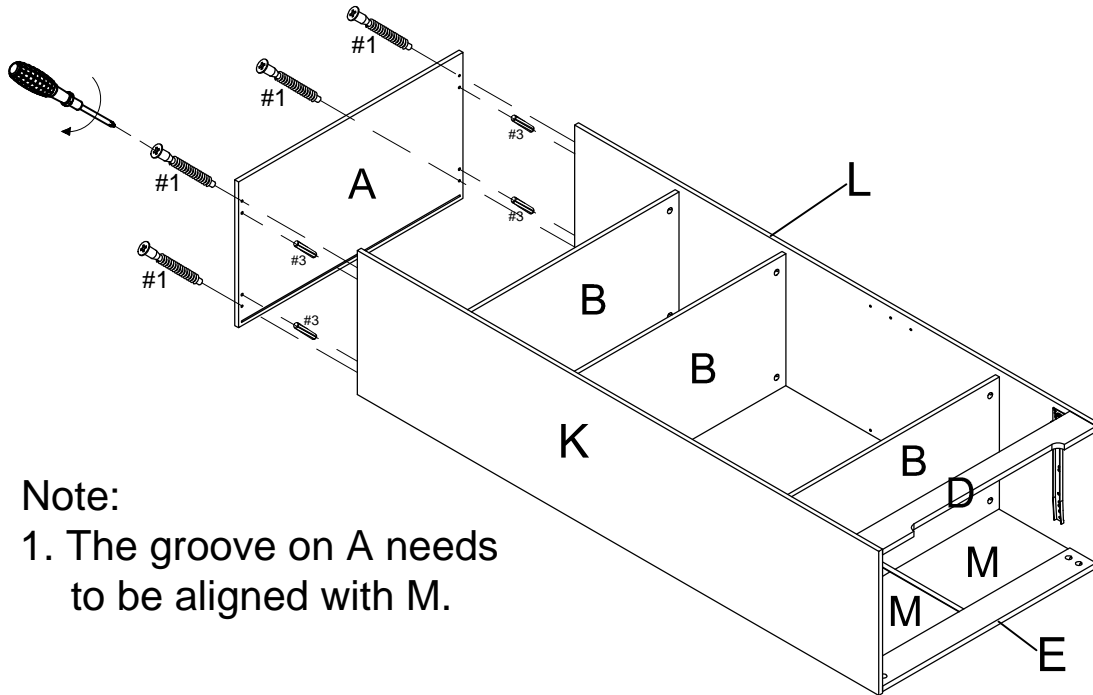 #1
#1
#3
L
A
#1
#3
B
#3
#1
B
#3
K
B
D
Note:
1. The groove on A needs
to be aligned with M.
M
M
E